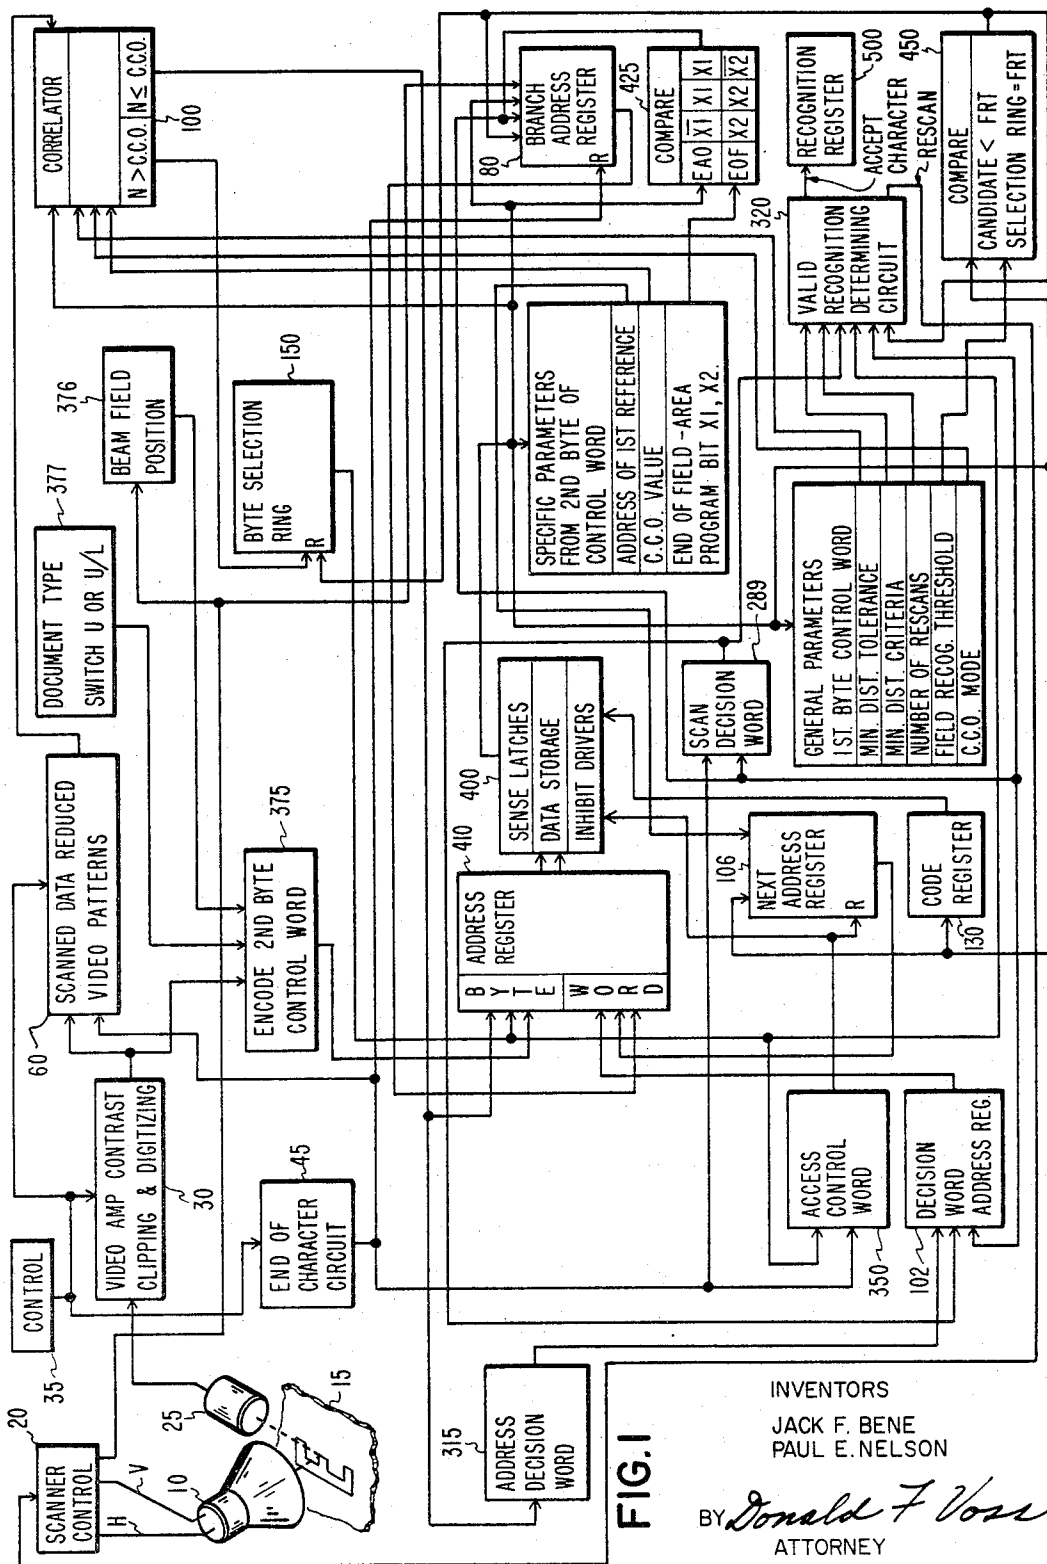 20
SCANNER
CONTROL
H
V
10
25
15
35
CONTROL
VIDEO AMP CONTRAST
CLIPPING & DIGITIZING
30
60
SCANNED DATA REDUCED
VIDEO PATTERNS
45
END OF
CHARACTER
CIRCUIT
ENCODE 2ND BYTE
CONTROL WORD
375
DOCUMENT TYPE
SWITCH U OR U/L
377
376
BEAM FIELD
POSITION
BYTE SELECTION
RING
R
150
CORRELATOR
N > C.C.O.
N ≤ C.C.O.
100
315
ADDRESS
DECISION
WORD
410
BYTE
WORD
ADDRESS
REGISTER
400
SENSE LATCHES
DATA STORAGE
INHIBIT DRIVERS
SPECIFIC PARAMETERS
FROM 2ND BYTE OF
CONTROL WORD
ADDRESS OF IST REFERENCE
C.C.O. VALUE
END OF FIELD-AREA
PROGRAM BIT X1, X2.
BRANCH
ADDRESS
REGISTER
80
R
COMPARE
425
EAO X̅1̅ X1 X1
EOF X2 X2 X̅2̅
ACCESS
CONTROL
WORD
350
102
DECISION
WORD
ADDRESS REG.
106
NEXT
ADDRESS
REGISTER
R
CODE
REGISTER
130
SCAN
DECISION
WORD
289
GENERAL PARAMETERS
IST. BYTE CONTROL WORD
MIN. DIST. TOLERANCE
MIN. DIST. CRITERIA
NUMBER OF RESCANS
FIELD RECOG. THRESHOLD
C.C.O. MODE
VALID
RECOGNITION
DETERMINING
CIRCUIT
320
RECOGNITION
REGISTER
500
ACCEPT
CHARACTER
RESCAN
COMPARE
CANDIDATE < FRT
SELECTION RING = FRT
450
FIG. I
INVENTORS
JACK F. BENE
PAUL E. NELSON
BY Donald F Voss
ATTORNEY